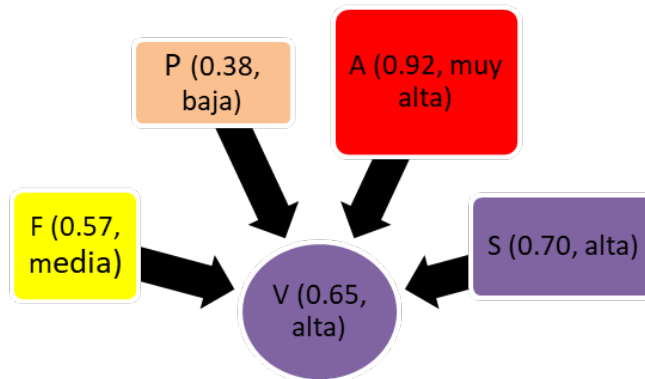 P (0.38,
baja)
A (0.92, muy
alta)
F (0.57,
media)
S (0.70, alta)
V (0.65,
alta)